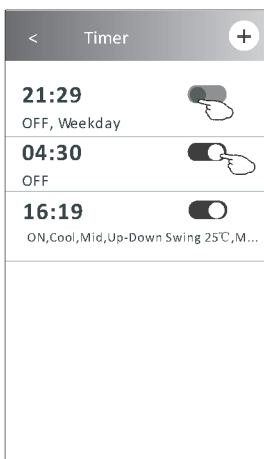 < Timer +
21:29
OFF, Weekday
04:30
OFF
16:19
ON,Cool,Mid,Up-Down Swing 25℃,M...